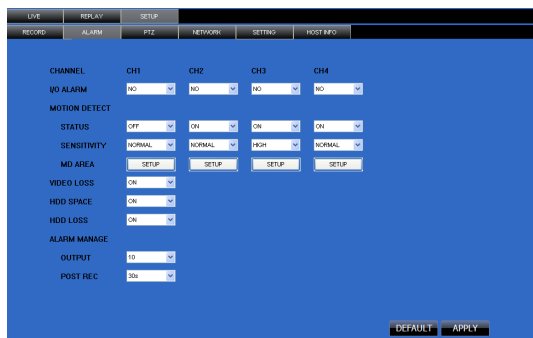 LIVE REPLAY SETUP
RECORD ALARM PTZ NETWORK SETTING HOST INFO
CHANNEL CH1 CH2 CH3 CH4
I/O ALARM NO NO NO NO
MOTION DETECT
STATUS OFF ON ON ON
SENSITIVITY NORMAL NORMAL HIGH NORMAL
MD AREA SETUP SETUP SETUP SETUP
VIDEO LOSS ON
HDD SPACE ON
HDD LOSS ON
ALARM MANAGE
OUTPUT 10
POST REC 30s
DEFAULT APPLY